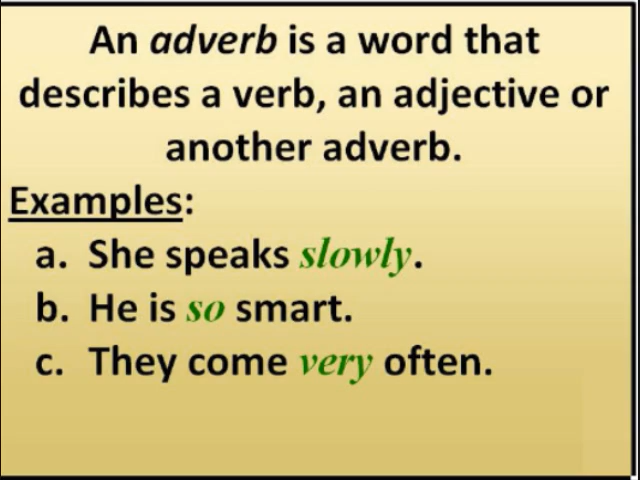 An adverb is a word that
describes a verb, an adjective or
another adverb.
Examples:
a. She speaks slowly.
b. He is so smart.
c. They come very often.